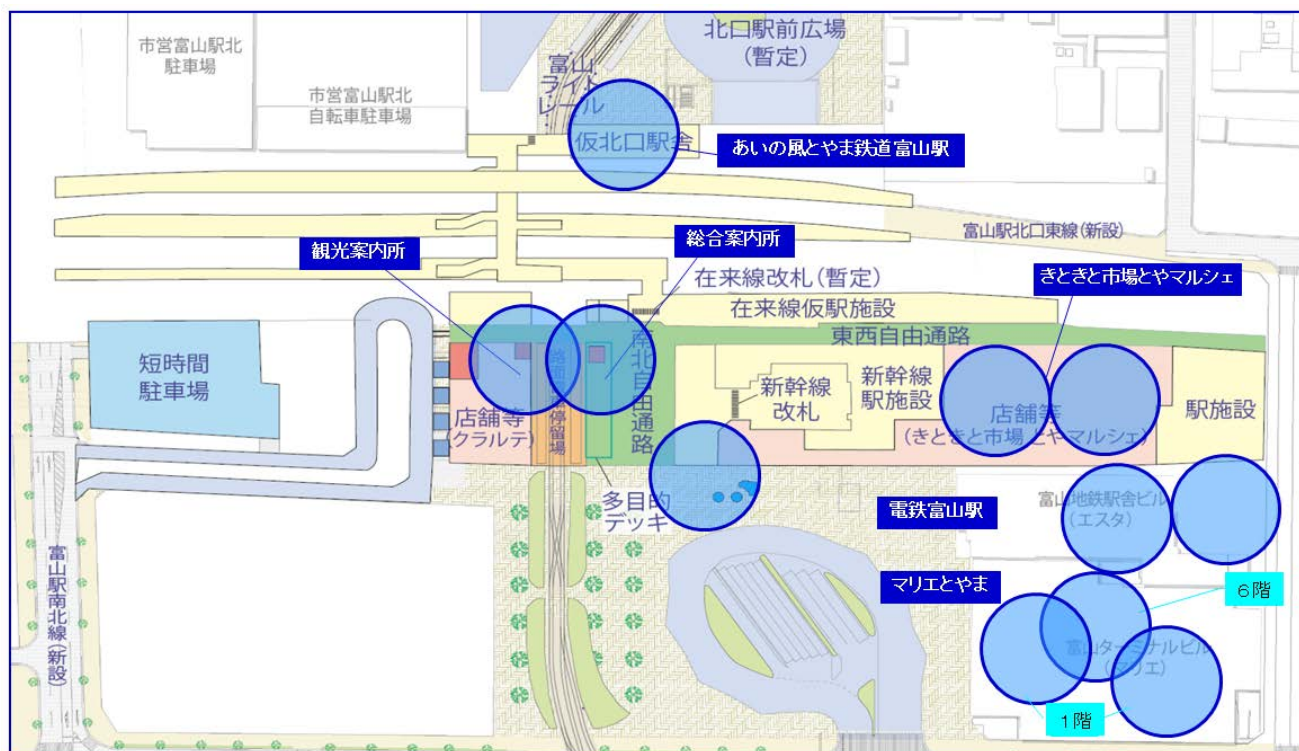 市営富山駅北
駐車場
市営富山駅北
自転車駐車場
富山
ライト
レール
北口駅前広場
(暫定)
仮北口駅舎
あいの風とやま鉄道富山駅
富山駅北口東線(新設)
観光案内所
総合案内所
きときと市場とやマルシェ
在来線改札(暫定)
在来線仮駅施設
東西自由通路
短時間
駐車場
店舗等
(クラルテ)
停留場
南北自由通路
新幹線
改札
新幹線
駅施設
店舗等
(きときと市場 とやマルシェ)
駅施設
多目的
デッキ
電鉄富山駅
富山地鉄駅舎ビル
(エスタ)
マリエとやま
6階
富山ターミナルビル
(マリエ)
1階
富山駅南北線(新設)